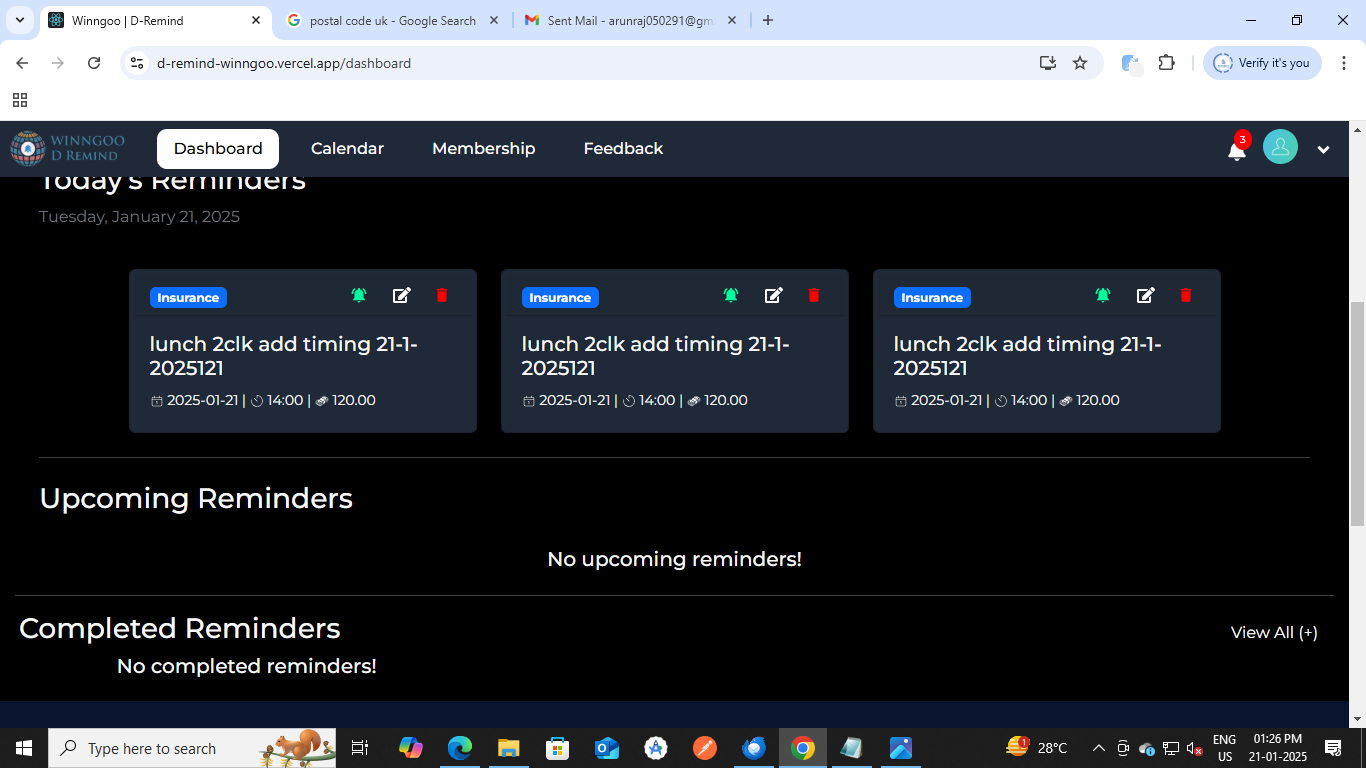 Winngoo | D-Remind
postal code uk - Google Search
Sent Mail - arunraj050291@gm
d-remind-winngoo.vercel.app/dashboard
Verify it's you
WINNGOO
D REMIND
Dashboard
Calendar
Membership
Feedback
3
Today's Reminders
Tuesday, January 21, 2025
Insurance
lunch 2clk add timing 21-1-
2025121
2025-01-21 | 14:00 | 120.00
Insurance
lunch 2clk add timing 21-1-
2025121
2025-01-21 | 14:00 | 120.00
Insurance
lunch 2clk add timing 21-1-
2025121
2025-01-21 | 14:00 | 120.00
Upcoming Reminders
No upcoming reminders!
Completed Reminders
View All (+)
No completed reminders!
Type here to search
1
28°C
ENG
US
01:26 PM
21-01-2025